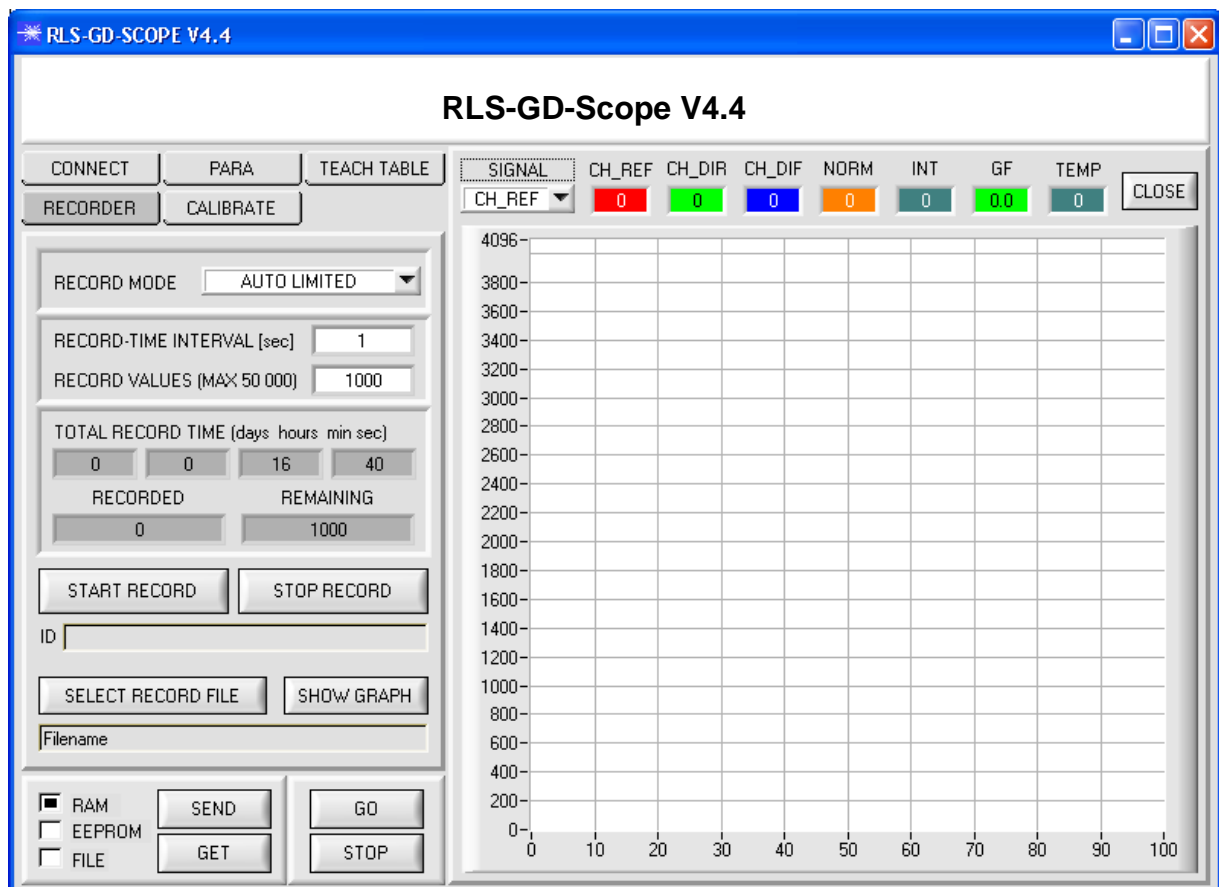 RLS-GD-SCOPE V4.4
RLS-GD-Scope V4.4
CONNECT PARA TEACH TABLE
RECORDER CALIBRATE
RECORD MODE AUTO LIMITED
RECORD-TIME INTERVAL [sec] 1
RECORD VALUES (MAX 50 000) 1000
TOTAL RECORD TIME (days hours min sec)
0 0 16 40
RECORDED REMAINING
0 1000
START RECORD STOP RECORD
ID
SELECT RECORD FILE SHOW GRAPH
Filename
RAM SEND GO
EEPROM
FILE GET STOP
SIGNAL CH_REF CH_DIR CH_DIF NORM INT GF TEMP
CH_REF 0 0 0 0 0 0.0 0 CLOSE
4096
3800
3600
3400
3200
3000
2800
2600
2400
2200
2000
1800
1600
1400
1200
1000
800
600
400
200
0
0 10 20 30 40 50 60 70 80 90 100